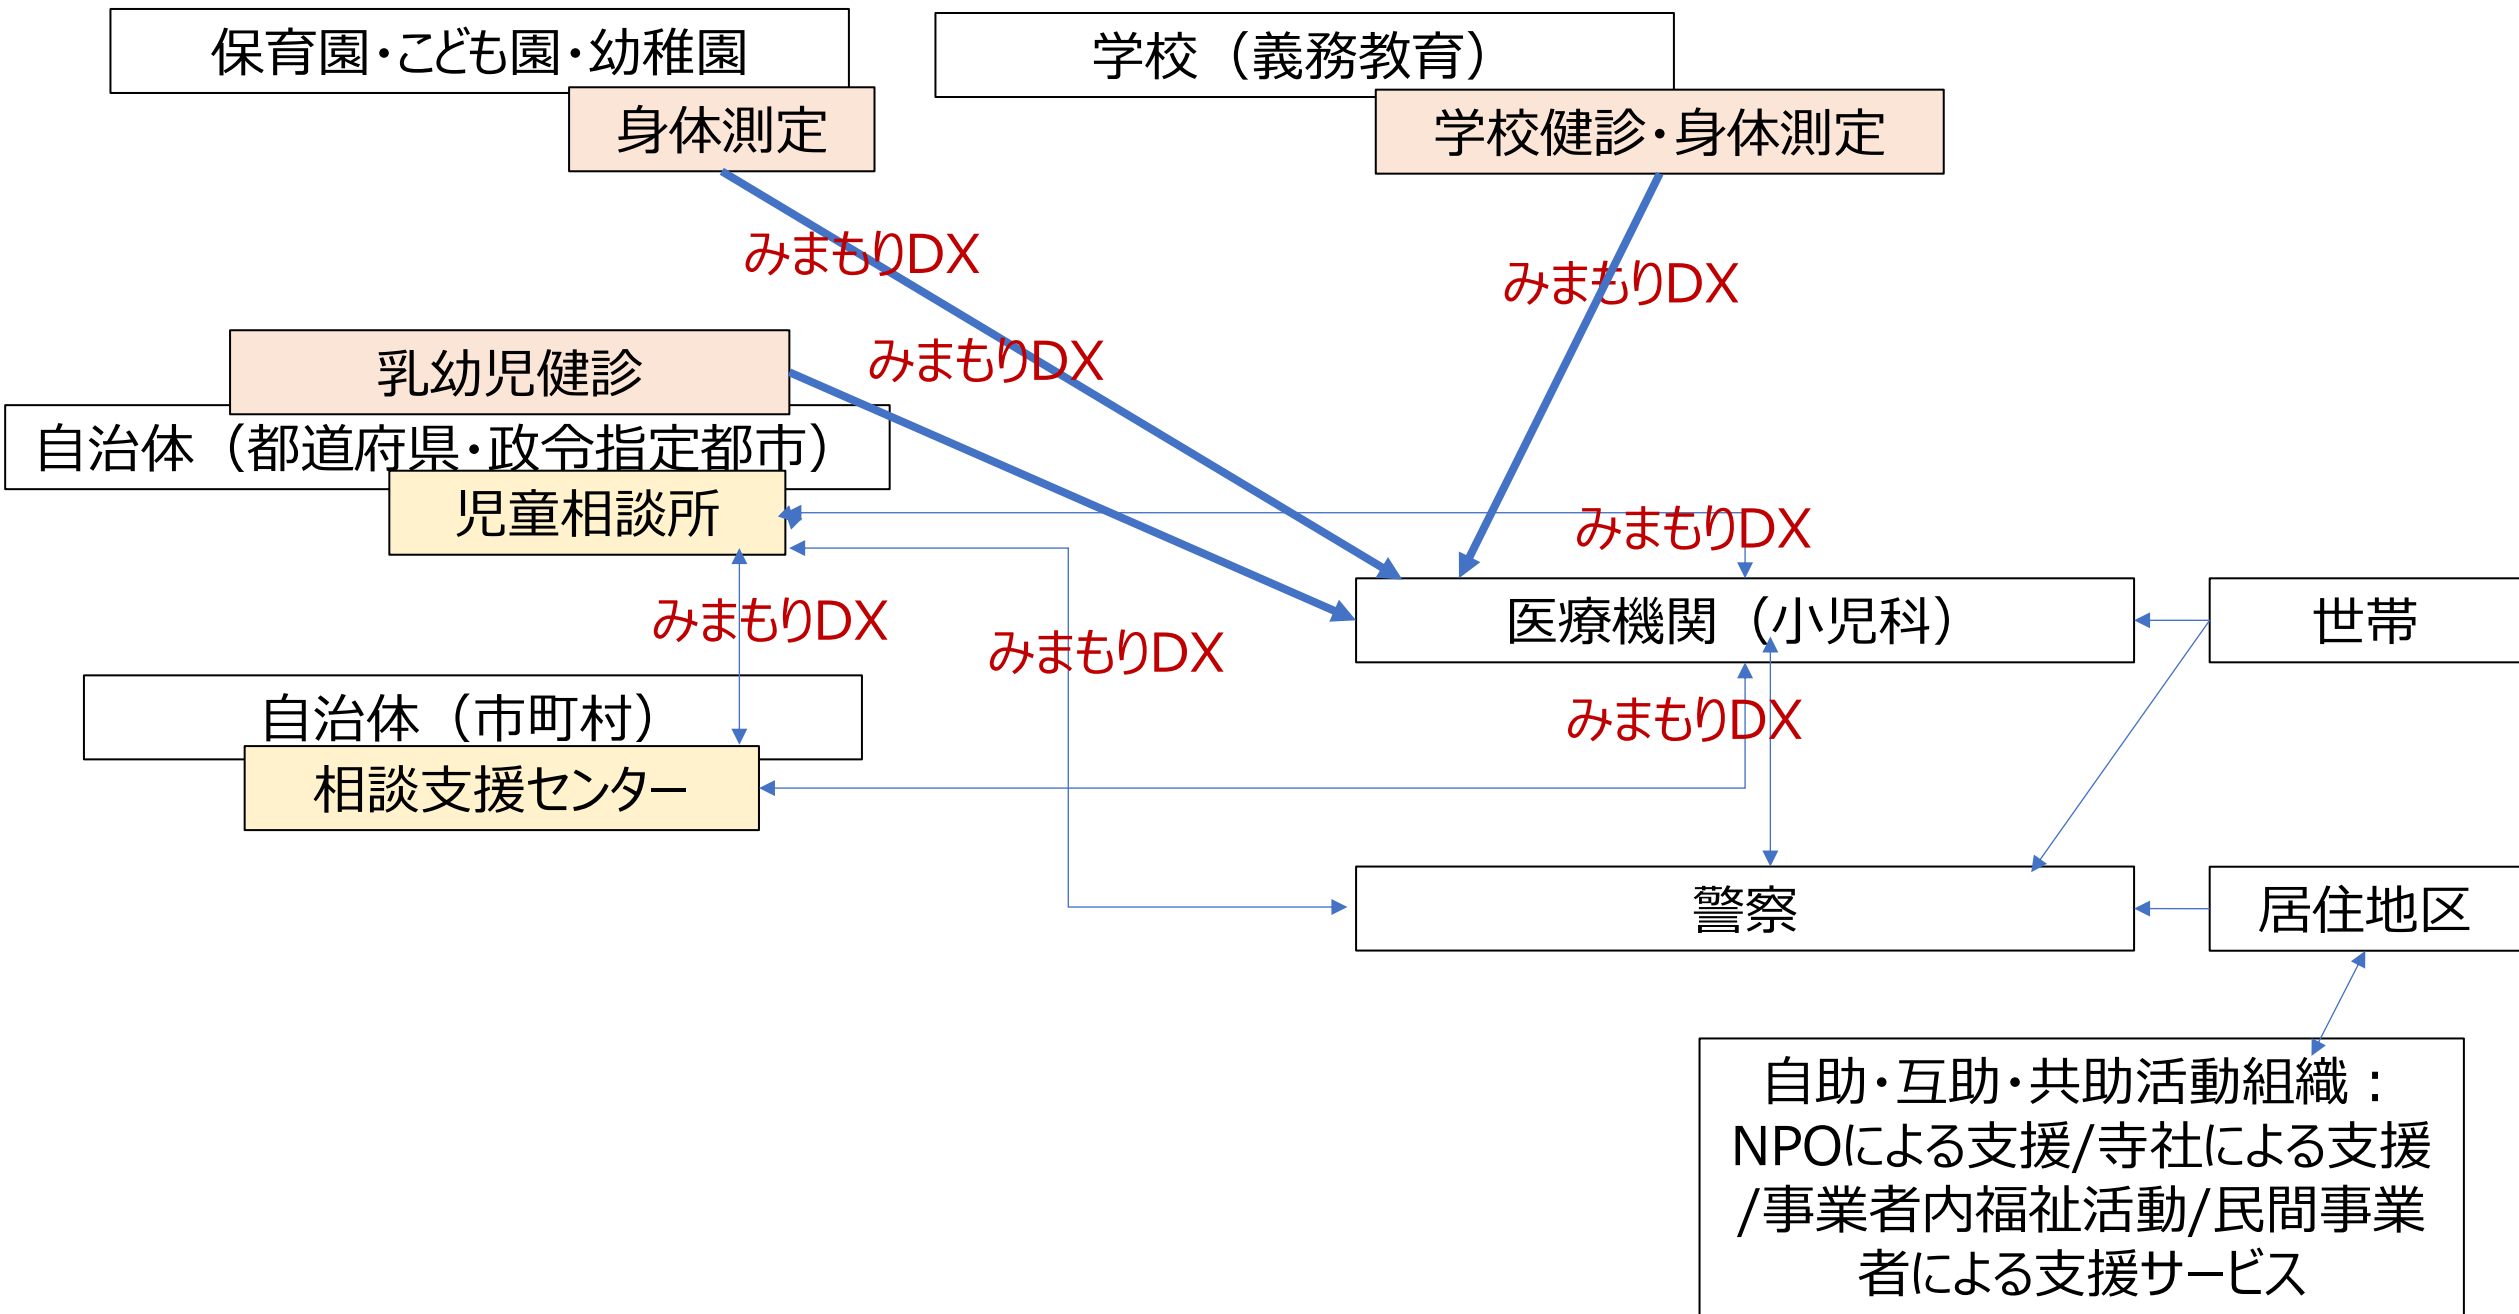 保育園・こども園・幼稚園
学校（義務教育）
身体測定
学校健診・身体測定
みまもりDX
みまもりDX
みまもりDX
乳幼児健診
自治体（都道府県・政令指定都市）
児童相談所
みまもりDX
医療機関（小児科）
世帯
みまもりDX
みまもりDX
自治体（市町村）
みまもりDX
相談支援センター
警察
居住地区
自助・互助・共助活動組織：
NPOによる支援/寺社による支援
/事業者内福祉活動/民間事業
者による支援サービス